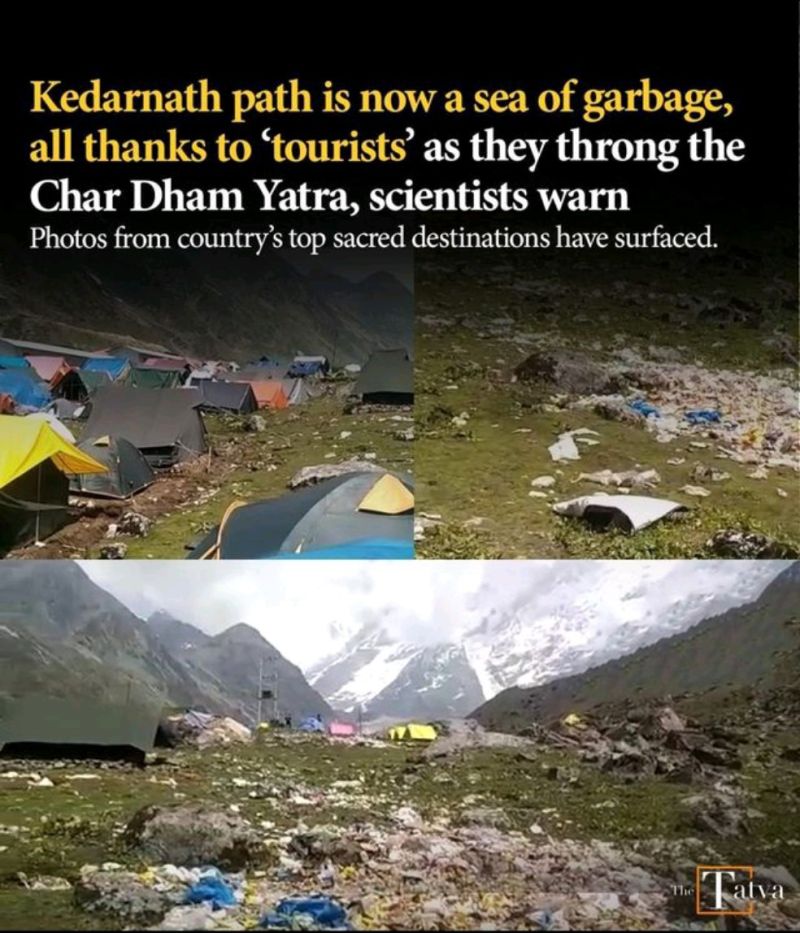 Kedarnath path is now a sea of garbage,
all thanks to ‘tourists’ as they throng the
Char Dham Yatra, scientists warn
Photos from country’s top sacred destinations have surfaced.
The Tatva